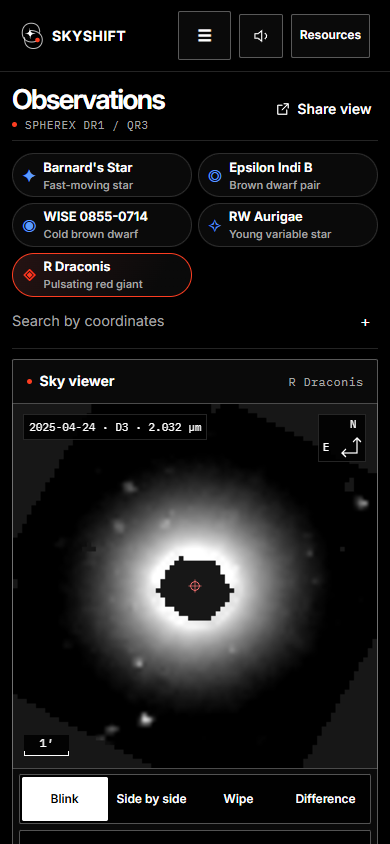 SKYSHIFT
Resources
Observations
Share view
SPHEREX DR1 / QR3
Barnard's Star
Fast-moving star
Epsilon Indi B
Brown dwarf pair
WISE 0855-0714
Cold brown dwarf
RW Aurigae
Young variable star
R Draconis
Pulsating red giant
Search by coordinates +
Sky viewer
R Draconis
2025-04-24 · D3 · 2.032 µm
N
E
1′
Blink
Side by side
Wipe
Difference